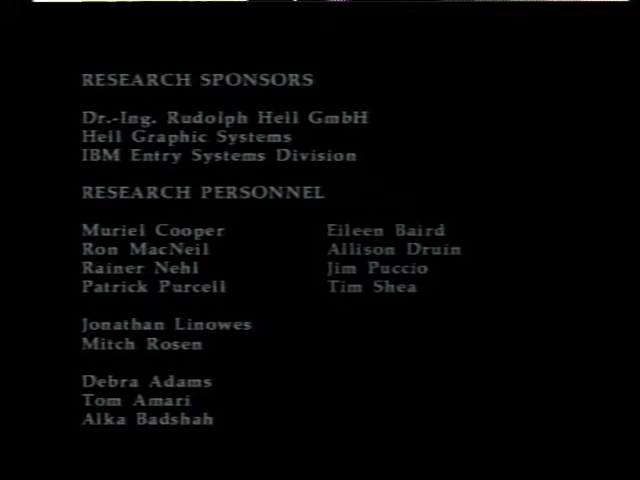 RESEARCH SPONSORS
Dr.-Ing. Rudolph Hell GmbH
Hell Graphic Systems
IBM Entry Systems Division
RESEARCH PERSONNEL
Muriel Cooper
Ron MacNeil
Rainer Nehl
Patrick Purcell
Jonathan Linowes
Mitch Rosen
Debra Adams
Tom Amari
Alka Badshah
Eileen Baird
Allison Druin
Jim Puccio
Tim Shea